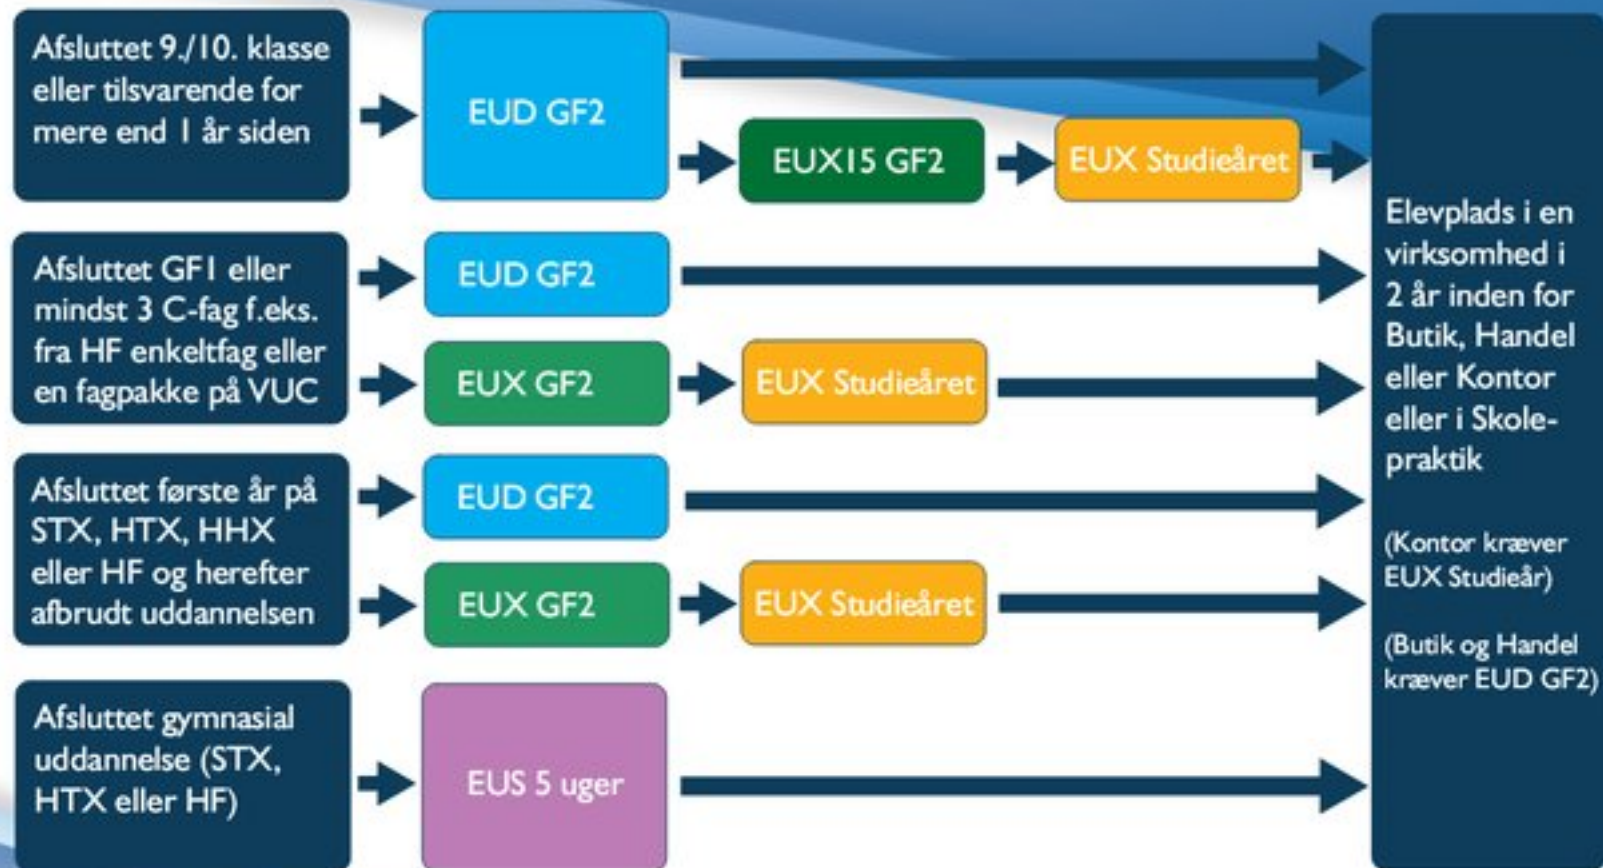 Afsluttet 9./10. klasse
eller tilsvarende for
mere end 1 år siden
EUD GF2
EUX15 GF2
EUX Studieåret
Afsluttet GF1 eller
mindst 3 C-fag f.eks.
fra HF enkeltfag eller
en fagpakke på VUC
EUD GF2
EUX GF2
EUX Studieåret
Afsluttet første år på
STX, HTX, HHX
eller HF og herefter
afbrudt uddannelsen
EUD GF2
EUX GF2
EUX Studieåret
Afsluttet gymnasial
uddannelse (STX,
HTX eller HF)
EUS 5 uger
Elevplads i en
virksomhed i
2 år inden for
Butik, Handel
eller Kontor
eller i Skole-
praktik
(Kontor kræver
EUX Studieår)
(Butik og Handel
kræver EUD GF2)